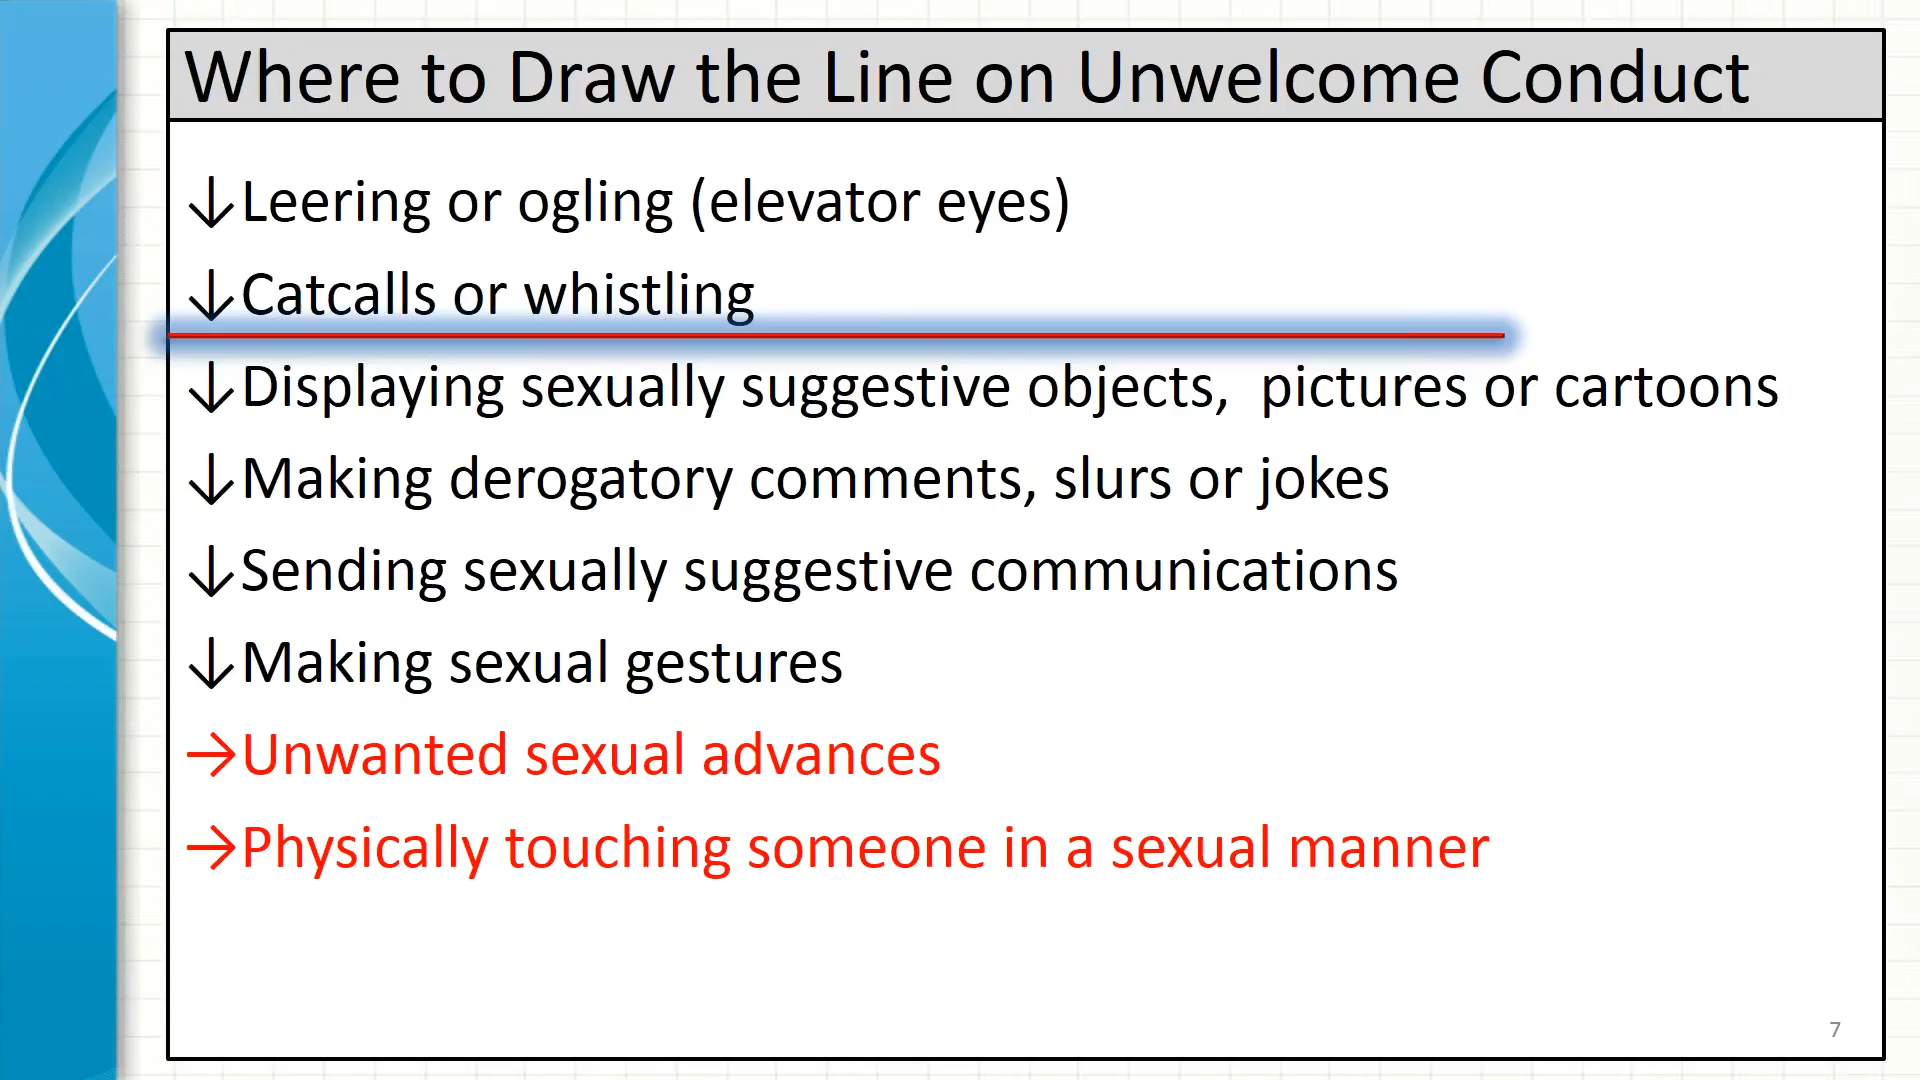 Where to Draw the Line on Unwelcome Conduct
↓Leering or ogling (elevator eyes)
↓Catcalls or whistling
↓Displaying sexually suggestive objects,  pictures or cartoons
↓Making derogatory comments, slurs or jokes
↓Sending sexually suggestive communications
↓Making sexual gestures
→Unwanted sexual advances
→Physically touching someone in a sexual manner
7